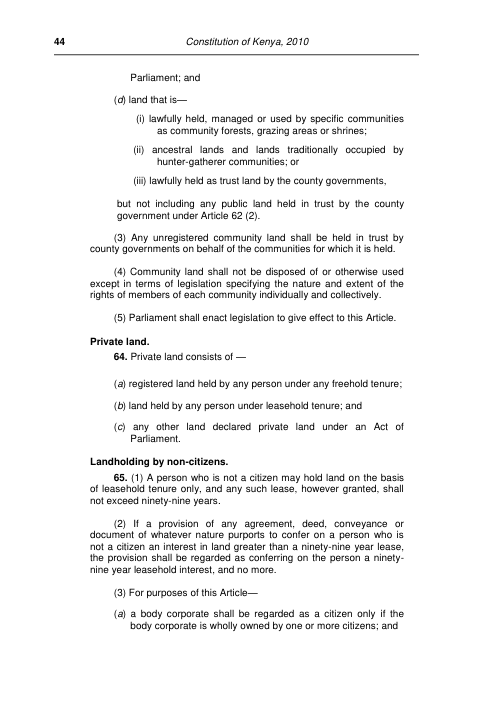 44
Constitution of Kenya, 2010
Parliament; and
(d) land that is—
(i) lawfully held, managed or used by specific communities
as community forests, grazing areas or shrines;
(ii) ancestral lands and lands traditionally occupied by
hunter-gatherer communities; or
(iii) lawfully held as trust land by the county governments,
but not including any public land held in trust by the county
government under Article 62 (2).
(3) Any unregistered community land shall be held in trust by
county governments on behalf of the communities for which it is held.
(4) Community land shall not be disposed of or otherwise used
except in terms of legislation specifying the nature and extent of the
rights of members of each community individually and collectively.
(5) Parliament shall enact legislation to give effect to this Article.
Private land.
64. Private land consists of —
(a) registered land held by any person under any freehold tenure;
(b) land held by any person under leasehold tenure; and
(c) any other land declared private land under an Act of
Parliament.
Landholding by non-citizens.
65. (1) A person who is not a citizen may hold land on the basis
of leasehold tenure only, and any such lease, however granted, shall
not exceed ninety-nine years.
(2) If a provision of any agreement, deed, conveyance or
document of whatever nature purports to confer on a person who is
not a citizen an interest in land greater than a ninety-nine year lease,
the provision shall be regarded as conferring on the person a ninety-
nine year leasehold interest, and no more.
(3) For purposes of this Article—
(a) a body corporate shall be regarded as a citizen only if the
body corporate is wholly owned by one or more citizens; and